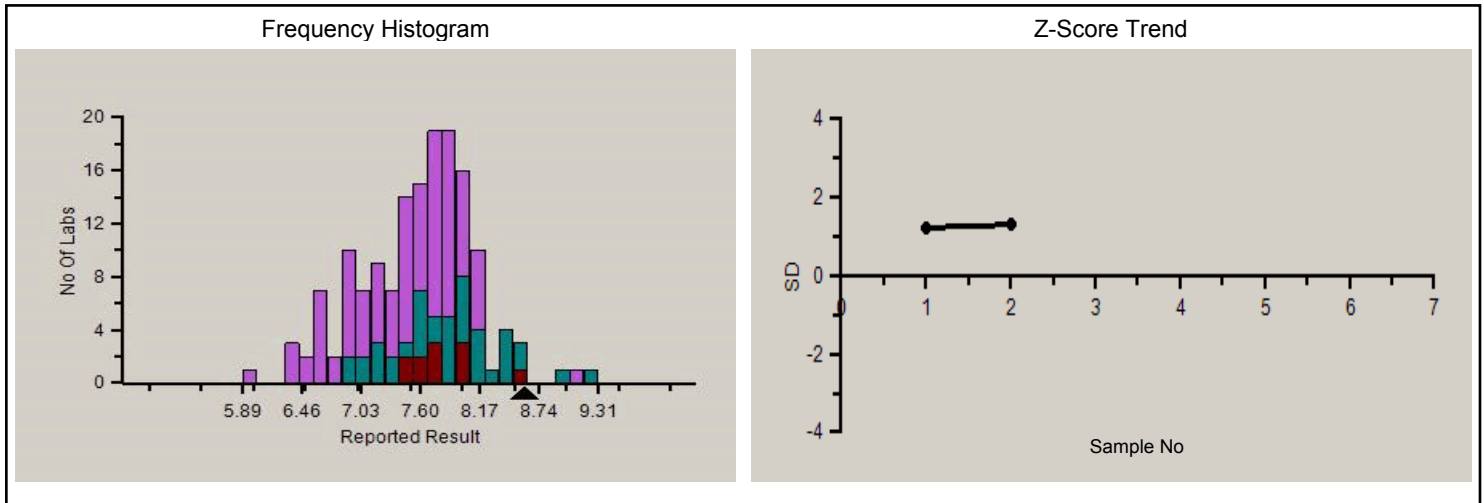 Frequency Histogram
20
16
12
8
4
0
No Of Labs
5.89 6.46 7.03 7.60 8.17 8.74 9.31
Reported Result
Z-Score Trend
4
2
0
-2
-4
SD
0 1 2 3 4 5 6 7
Sample No